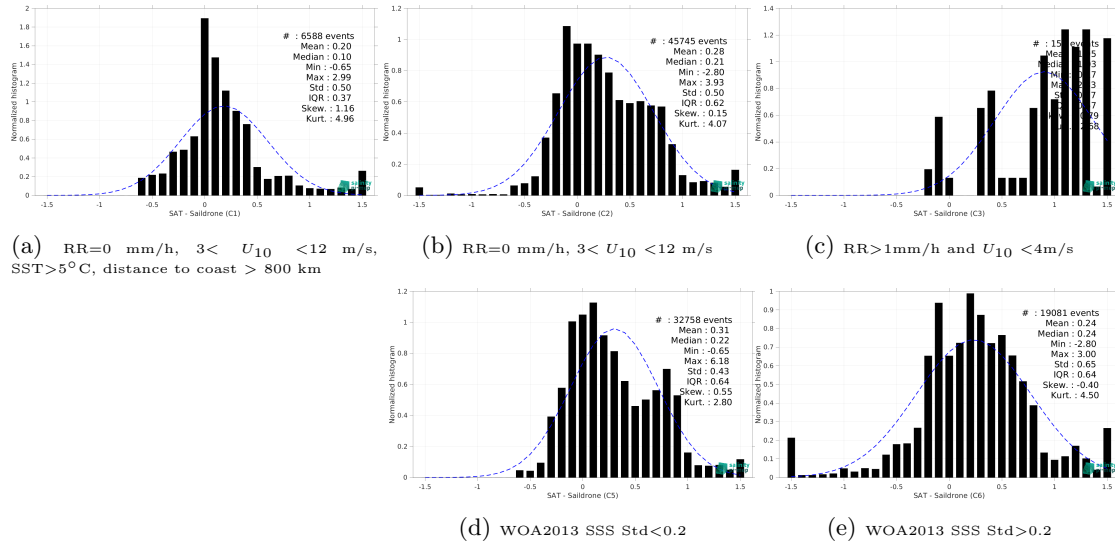 2
1.8
1.6
1.4
1.2
1
0.8
0.6
0.4
0.2
0
Normalized histogram
# : 6588 events
Mean : 0.20
Median : 0.10
Min : -0.65
Max : 2.99
Std : 0.50
IQR : 0.37
Skew. : 1.16
Kurt. : 4.96
-1.5 -1 -0.5 0 0.5 1 1.5
SAT - Saildrone (C1)
(a) RR=0 mm/h, 3< U10 <12 m/s,
SST>5°C, distance to coast > 800 km
1.2
1
0.8
0.6
0.4
0.2
0
Normalized histogram
# : 45745 events
Mean : 0.28
Median : 0.21
Min : -2.80
Max : 3.93
Std : 0.50
IQR : 0.62
Skew. : 0.15
Kurt. : 4.07
-1.5 -1 -0.5 0 0.5 1 1.5
SAT - Saildrone (C2)
(b) RR=0 mm/h, 3< U10 <12 m/s
1.4
1.2
1
0.8
0.6
0.4
0.2
0
Normalized histogram
-1.5 -1 -0.5 0 0.5 1 1.5
SAT - Saildrone (C3)
(c) RR>1mm/h and U10 <4m/s
1.2
1
0.8
0.6
0.4
0.2
0
Normalized histogram
# : 32758 events
Mean : 0.31
Median : 0.22
Min : -0.65
Max : 6.18
Std : 0.43
IQR : 0.64
Skew. : 0.55
Kurt. : 2.80
-1.5 -1 -0.5 0 0.5 1 1.5
SAT - Saildrone (C5)
(d) WOA2013 SSS Std<0.2
1
0.9
0.8
0.7
0.6
0.5
0.4
0.3
0.2
0.1
0
Normalized histogram
# : 19081 events
Mean : 0.24
Median : 0.24
Min : -2.80
Max : 3.00
Std : 0.65
IQR : 0.64
Skew. : -0.40
Kurt. : 4.50
-1.5 -1 -0.5 0 0.5 1 1.5
SAT - Saildrone (C6)
(e) WOA2013 SSS Std>0.2